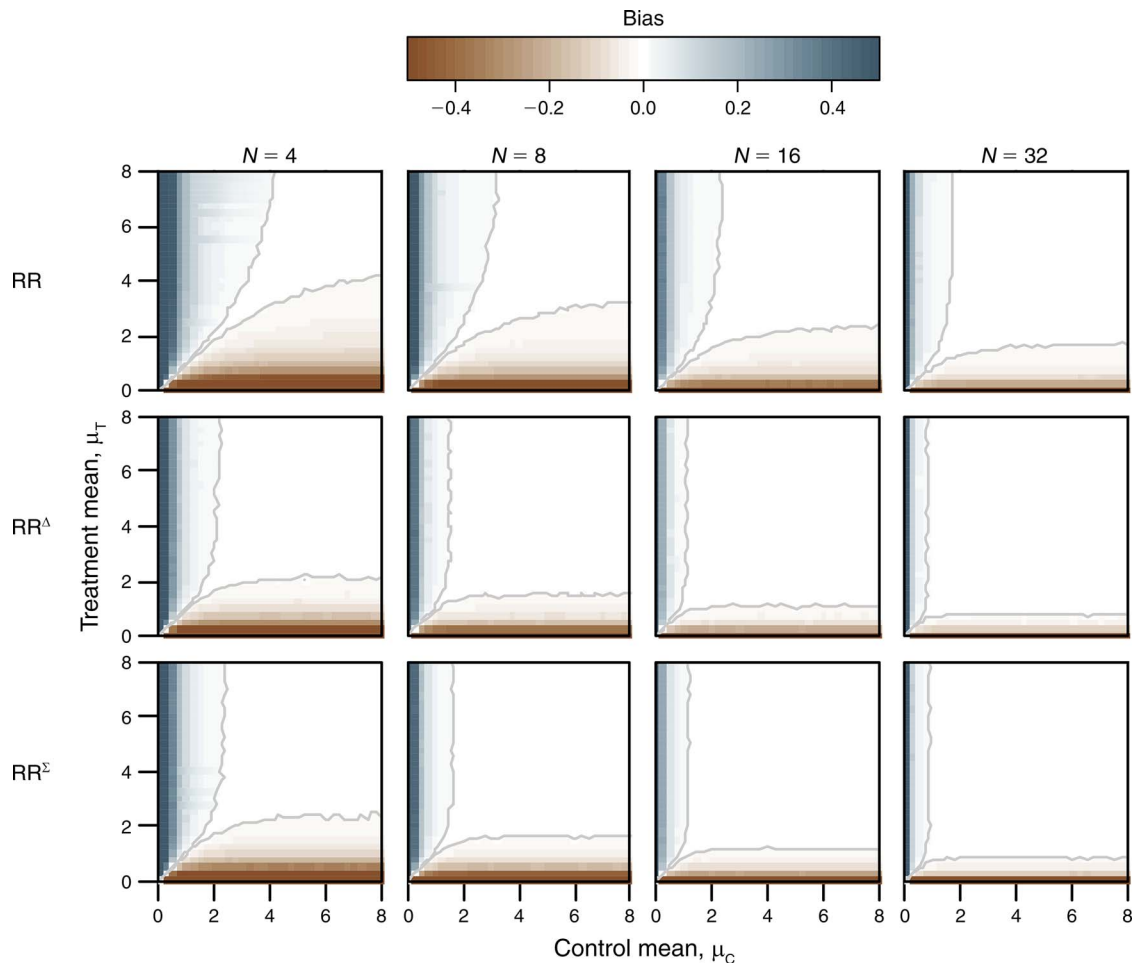 Bias
−0.4 −0.2 0.0 0.2 0.4
N = 4 N = 8 N = 16 N = 32
RR
8
6
4
2
0
Treatment mean, μT
RRΔ
8
6
4
2
0
RRΣ
8
6
4
2
0
0 2 4 6 8 0 2 4 6 8 0 2 4 6 8 0 2 4 6 8
Control mean, μC